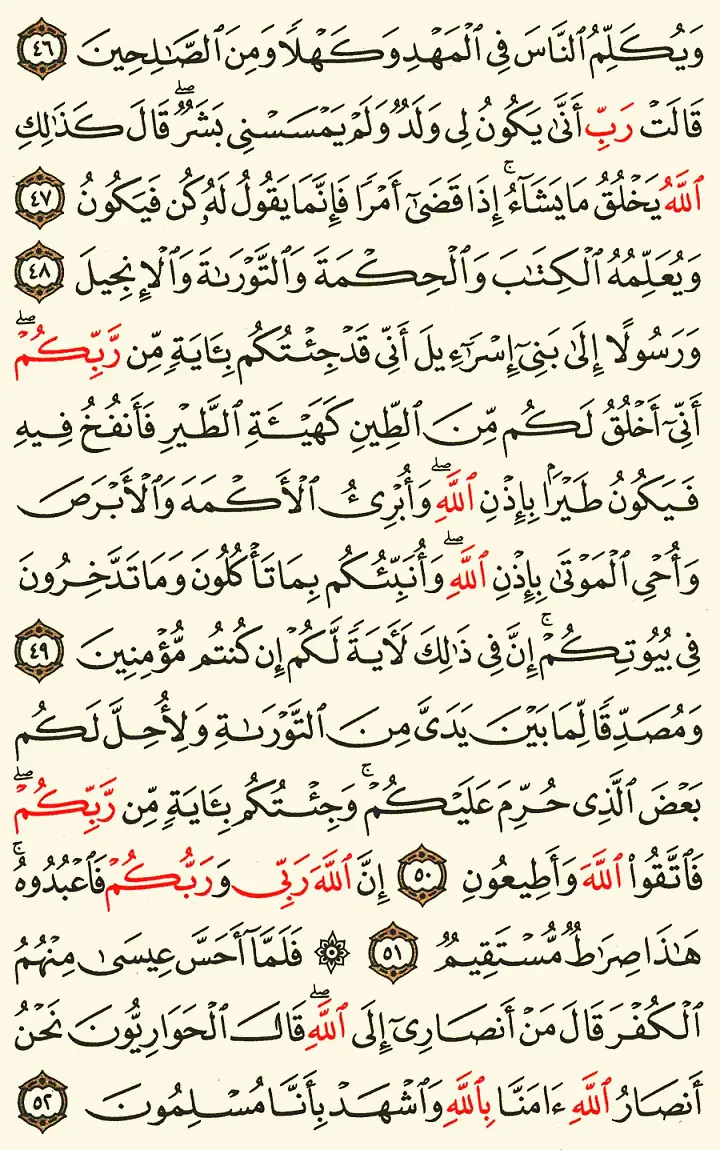 وَيُكَلِّمُ ٱلنَّاسَ فِي ٱلۡمَهۡدِ وَكَهۡلٗا وَمِنَ ٱلصَّٰلِحِينَ ٤٦
قَالَتۡ رَبِّ أَنَّىٰ يَكُونُ لِي وَلَدٞ وَلَمۡ يَمۡسَسۡنِي بَشَرٞۖ قَالَ كَذَٰلِكِ
ٱللَّهُ يَخۡلُقُ مَا يَشَآءُۚ إِذَا قَضَىٰٓ أَمۡرٗا فَإِنَّمَا يَقُولُ لَهُۥ كُن فَيَكُونُ ٤٧
وَيُعَلِّمُهُ ٱلۡكِتَٰبَ وَٱلۡحِكۡمَةَ وَٱلتَّوۡرَىٰةَ وَٱلۡإِنجِيلَ ٤٨
وَرَسُولًا إِلَىٰ بَنِيٓ إِسۡرَٰٓءِيلَ أَنِّي قَدۡ جِئۡتُكُم بِـَٔايَةٖ مِّن رَّبِّكُمۡۖ
أَنِّيٓ أَخۡلُقُ لَكُم مِّنَ ٱلطِّينِ كَهَيۡـَٔةِ ٱلطَّيۡرِ فَأَنفُخُ فِيهِ
فَيَكُونُ طَيۡرَۢا بِإِذۡنِ ٱللَّهِۖ وَأُبۡرِئُ ٱلۡأَكۡمَهَ وَٱلۡأَبۡرَصَ
وَأُحۡيِ ٱلۡمَوۡتَىٰ بِإِذۡنِ ٱللَّهِۖ وَأُنَبِّئُكُم بِمَا تَأۡكُلُونَ وَمَا تَدَّخِرُونَ
فِي بُيُوتِكُمۡۚ إِنَّ فِي ذَٰلِكَ لَأٓيَةٗ لَّكُمۡ إِن كُنتُم مُّؤۡمِنِينَ ٤٩
وَمُصَدِّقٗا لِّمَا بَيۡنَ يَدَيَّ مِنَ ٱلتَّوۡرَىٰةِ وَلِأُحِلَّ لَكُم
بَعۡضَ ٱلَّذِي حُرِّمَ عَلَيۡكُمۡۚ وَجِئۡتُكُم بِـَٔايَةٖ مِّن رَّبِّكُمۡۖ
فَٱتَّقُواْ ٱللَّهَ وَأَطِيعُونِ ٥٠ إِنَّ ٱللَّهَ رَبِّي وَرَبُّكُمۡ فَٱعۡبُدُوهُۚ
هَٰذَا صِرَٰطٞ مُّسۡتَقِيمٞ ٥١ ۞ فَلَمَّآ أَحَسَّ عِيسَىٰ مِنۡهُمُ
ٱلۡكُفۡرَ قَالَ مَنۡ أَنصَارِيٓ إِلَى ٱللَّهِۖ قَالَ ٱلۡحَوَارِيُّونَ نَحۡنُ
أَنصَارُ ٱللَّهِ ءَامَنَّا بِٱللَّهِ وَٱشۡهَدۡ بِأَنَّا مُسۡلِمُونَ ٥٢